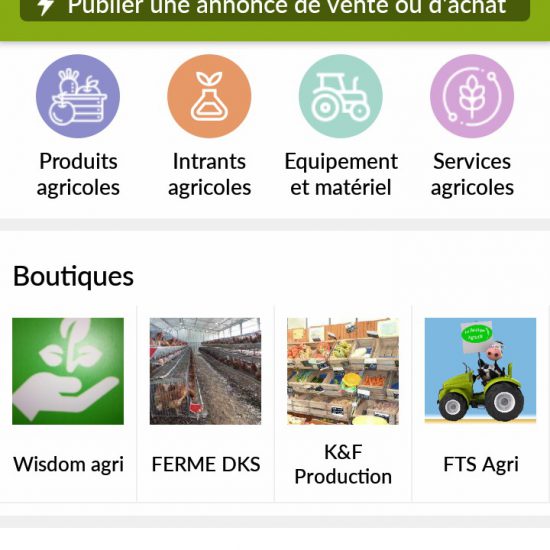 Publier une annonce de vente ou d'achat
Produits
agricoles
Intrants
agricoles
Equipement
et matériel
Services
agricoles
Boutiques
Wisdom agri
FERME DKS
K&F
Production
FTS Agri